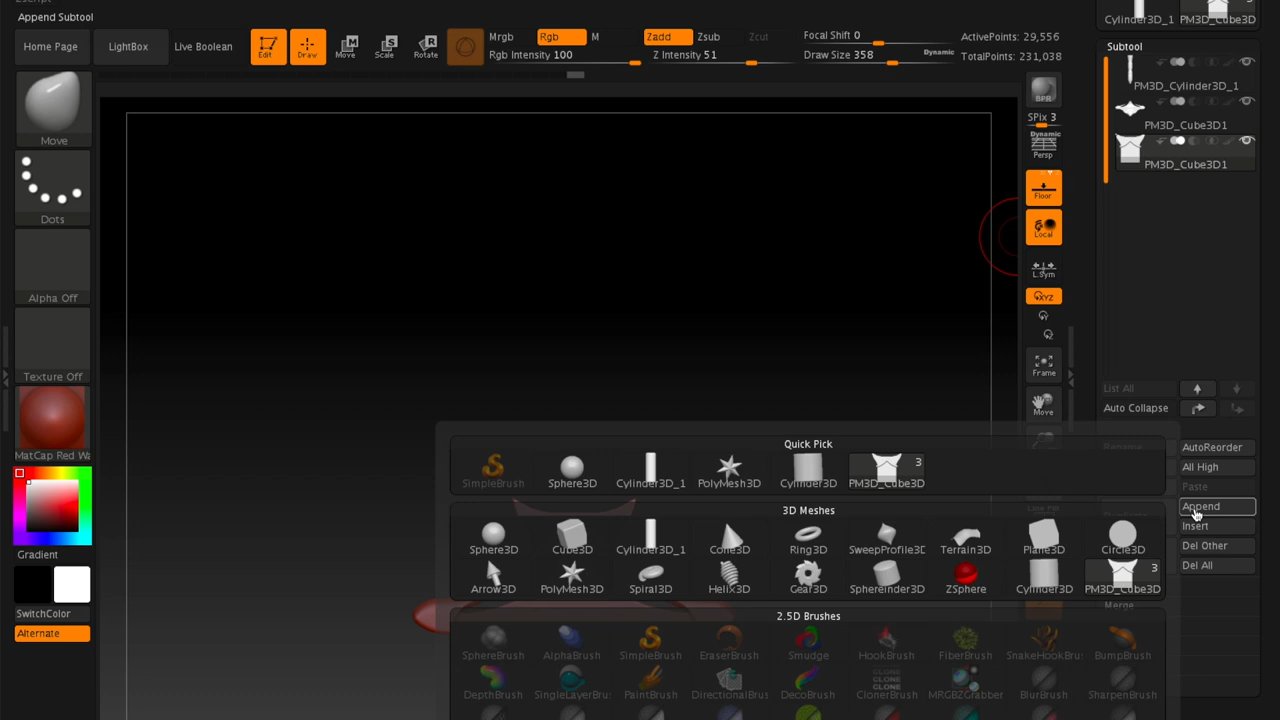 Append Subtool
Home Page
LightBox
Live Boolean
Edit
Draw
Move
Scale
Rotate
Mrgb
Rgb
M
Rgb Intensity 100
Zadd
Zsub
Zcut
Z Intensity 51
Focal Shift 0
Draw Size 358
Dynamic
ActivePoints: 29,556
TotalPoints: 231,038
Cylinder3D_1
PM3D_Cube3D
Subtool
PM3D_Cylinder3D_1
PM3D_Cube3D1
PM3D_Cube3D1
List All
Auto Collapse
AutoReorder
All High
Paste
Append
Insert
Del Other
Del All
Merge
Move
Dots
Alpha Off
Texture Off
MatCap Red Wa
Gradient
SwitchColor
Alternate
BPR
SPix 3
Dynamic
Persp
Floor
Local
L.Sym
XYZ
Frame
Move
Quick Pick
SimpleBrush
Sphere3D
Cylinder3D_1
PolyMesh3D
Cylinder3D
3
PM3D_Cube3D
3D Meshes
Sphere3D
Cube3D
Cylinder3D_1
Cone3D
Ring3D
SweepProfile3D
Terrain3D
Plane3D
Circle3D
Arrow3D
PolyMesh3D
Spiral3D
Helix3D
Gear3D
Sphereinder3D
ZSphere
Cylinder3D
3
PM3D_Cube3D
2.5D Brushes
SphereBrush
AlphaBrush
SimpleBrush
EraserBrush
Smudge
HookBrush
FiberBrush
SnakeHookBru
BumpBrush
DepthBrush
SingleLayerBru
PaintBrush
DirectionalBrus
DecoBrush
CLONE
CLONE
CLONE
ClonerBrush
MRGBZGrabber
BlurBrush
SharpenBrush